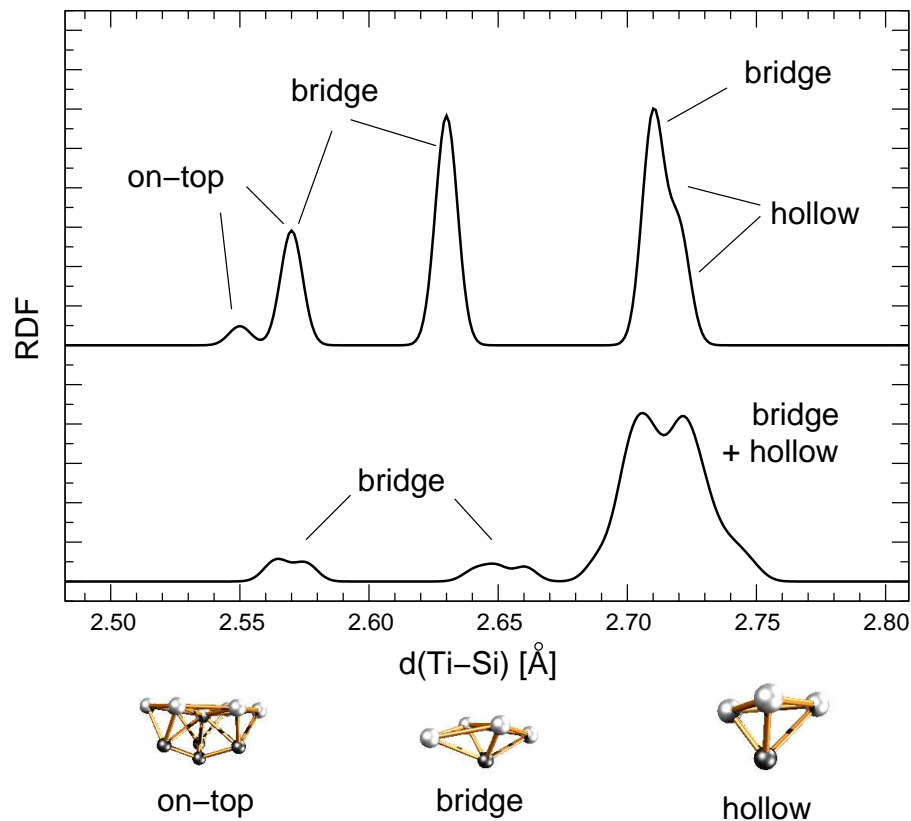 bridge
bridge
on−top
hollow
RDF
bridge
+ hollow
bridge
2.50 2.55 2.60 2.65 2.70 2.75 2.80
d(Ti−Si) [Å]
on−top bridge hollow